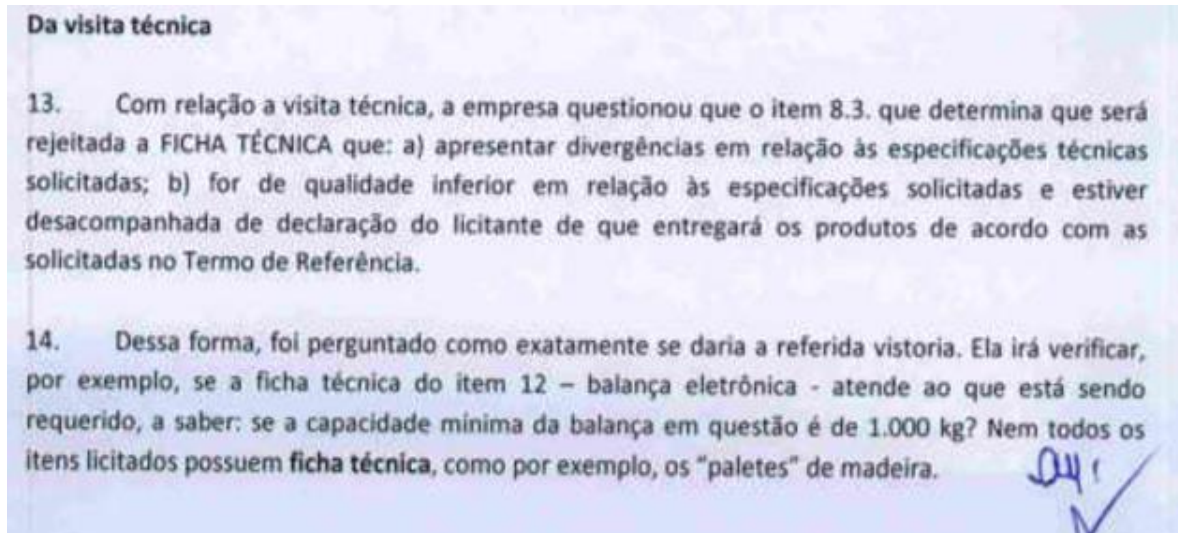 Da visita técnica
13. Com relação a visita técnica, a empresa questionou que o item 8.3. que determina que será
rejeitada a FICHA TÉCNICA que: a) apresentar divergências em relação às especificações técnicas
solicitadas; b) for de qualidade inferior em relação às especificações solicitadas e estiver
desacompanhada de declaração do licitante de que entregará os produtos de acordo com as
solicitadas no Termo de Referência.
14. Dessa forma, foi perguntado como exatamente se daria a referida vistoria. Ela irá verificar,
por exemplo, se a ficha técnica do item 12 – balança eletrônica - atende ao que está sendo
requerido, a saber: se a capacidade mínima da balança em questão é de 1.000 kg? Nem todos os
itens licitados possuem ficha técnica, como por exemplo, os "paletes" de madeira.